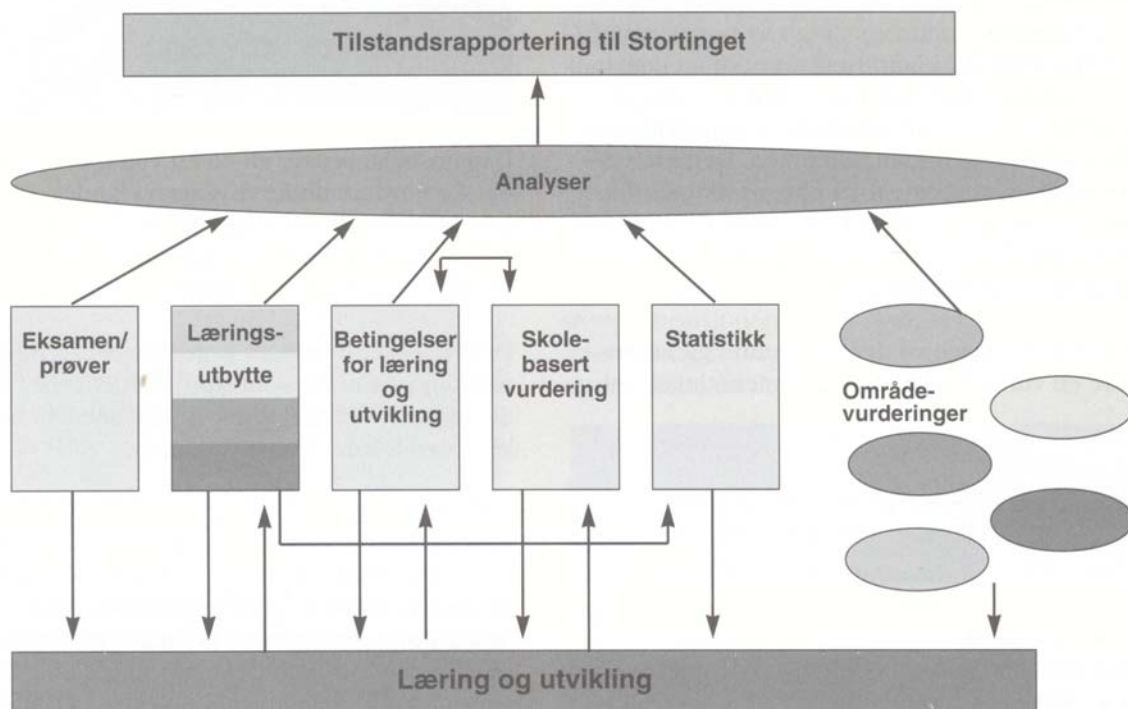 Tilstandsrapportering til Stortinget
Analyser
Eksamen/
prøver
Lærings-
utbytte
Betingelser
for læring
og
utvikling
Skole-
basert
vurdering
Statistikk
Område-
vurderinger
Læring og utvikling